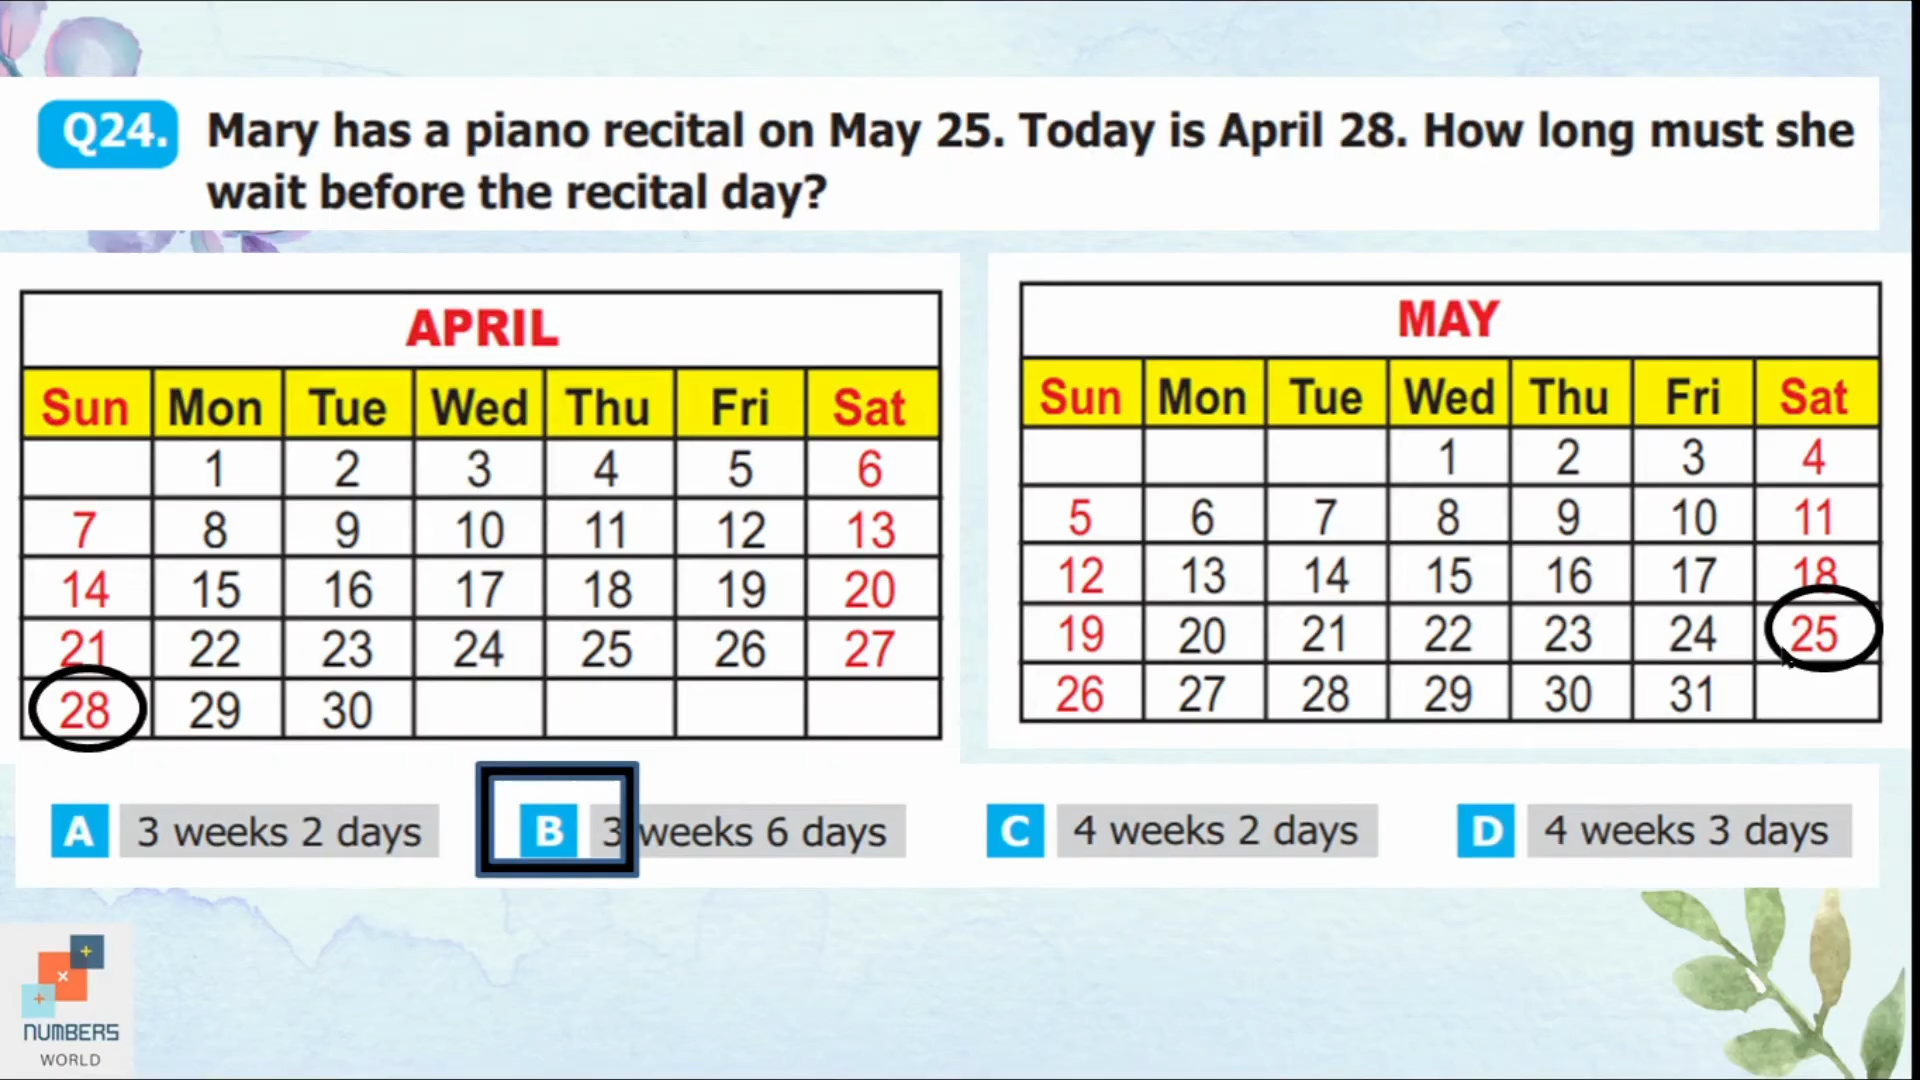 Q24. Mary has a piano recital on May 25. Today is April 28. How long must she
wait before the recital day?
APRIL
Sun Mon Tue Wed Thu Fri Sat
1 2 3 4 5 6
7 8 9 10 11 12 13
14 15 16 17 18 19 20
21 22 23 24 25 26 27
28 29 30
MAY
Sun Mon Tue Wed Thu Fri Sat
1 2 3 4
5 6 7 8 9 10 11
12 13 14 15 16 17 18
19 20 21 22 23 24 25
26 27 28 29 30 31
A 3 weeks 2 days
B 3 weeks 6 days
C 4 weeks 2 days
D 4 weeks 3 days
+
×
+
NUMBERS
WORLD